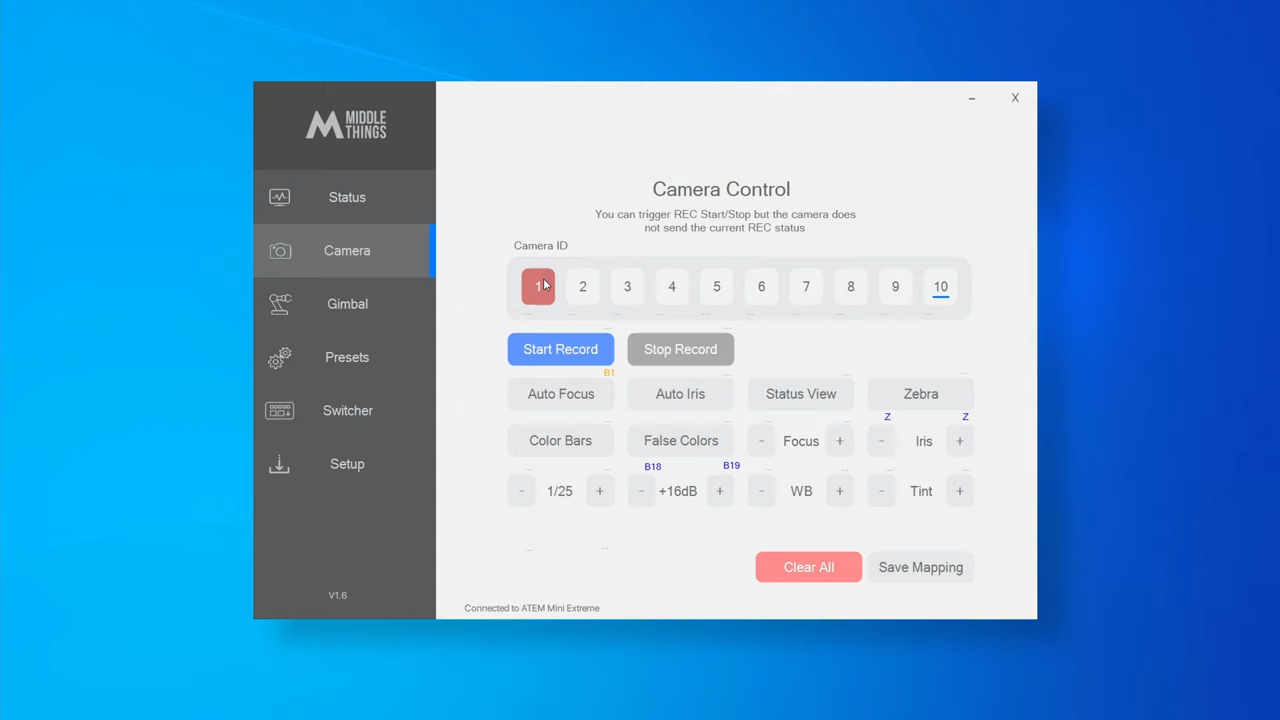 MIDDLE
THINGS
– X
Status
Camera
Gimbal
Presets
Switcher
Setup
V1.6
Camera Control
You can trigger REC Start/Stop but the camera does
not send the current REC status
Camera ID
1 2 3 4 5 6 7 8 9 10
... ... ... ... ... ... ... ... ... ...
... ...
Start Record Stop Record
B1 ... ... ...
Auto Focus Auto Iris Status View Zebra
... ... ... ... Z Z
Color Bars False Colors - Focus + - Iris +
... ... B18 B19 ... ... ... ...
- 1/25 + - +16dB + - WB + - Tint +
... ...
Clear All Save Mapping
Connected to ATEM Mini Extreme